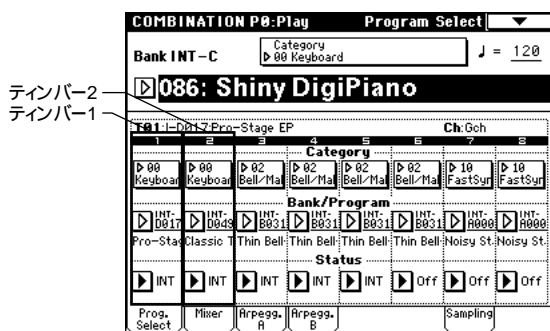 COMBINATION P0:Play Program Select
Bank INT-C
Category
00 Keyboard
♩ = 120
086: Shiny DigiPiano
ティンバー2
ティンバー1
T01:I-D017:Pro-Stage EP Ch:Gch
1 2 3 4 5 6 7 8
Category
00 Keyboar 00 Keyboar 02 Bell/Mal 02 Bell/Mal 02 Bell/Mal 02 Bell/Mal 10 FastSyn 10 FastSyn
Bank/Program
INT-D017 INT-D049 INT-B031 INT-B031 INT-B031 INT-B031 INT-A000 INT-A000
Pro-Stag Classic T Thin Bell Thin Bell Thin Bell Thin Bell Noisy St. Noisy St.
Status
INT INT INT INT INT Off Off Off
Prog. Select Mixer Arpegg. A Arpegg. B Sampling